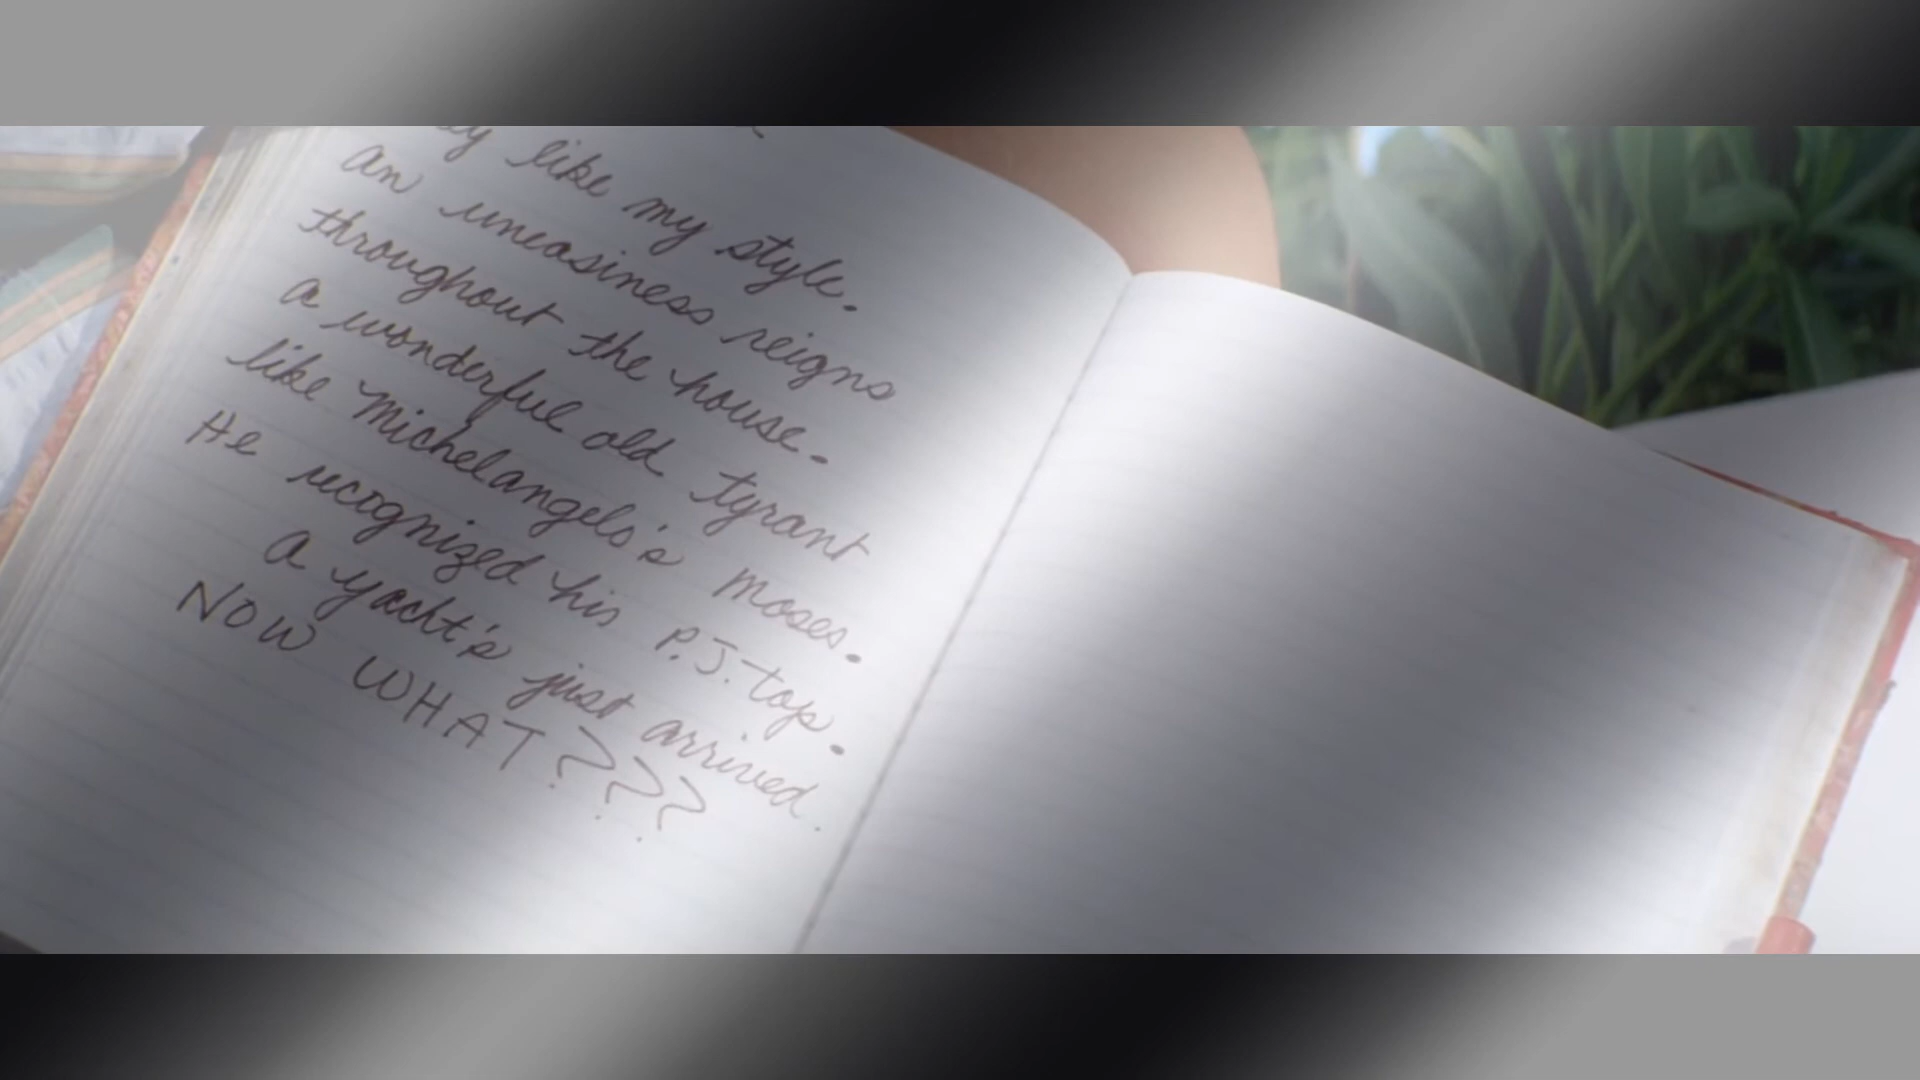 like my style.
An uneasiness reigns
throughout the house.
A wonderful old tyrant
like Michelangelo's Moses.
He recognized his P.J. top.
A yacht's just arrived.
NOW WHAT???